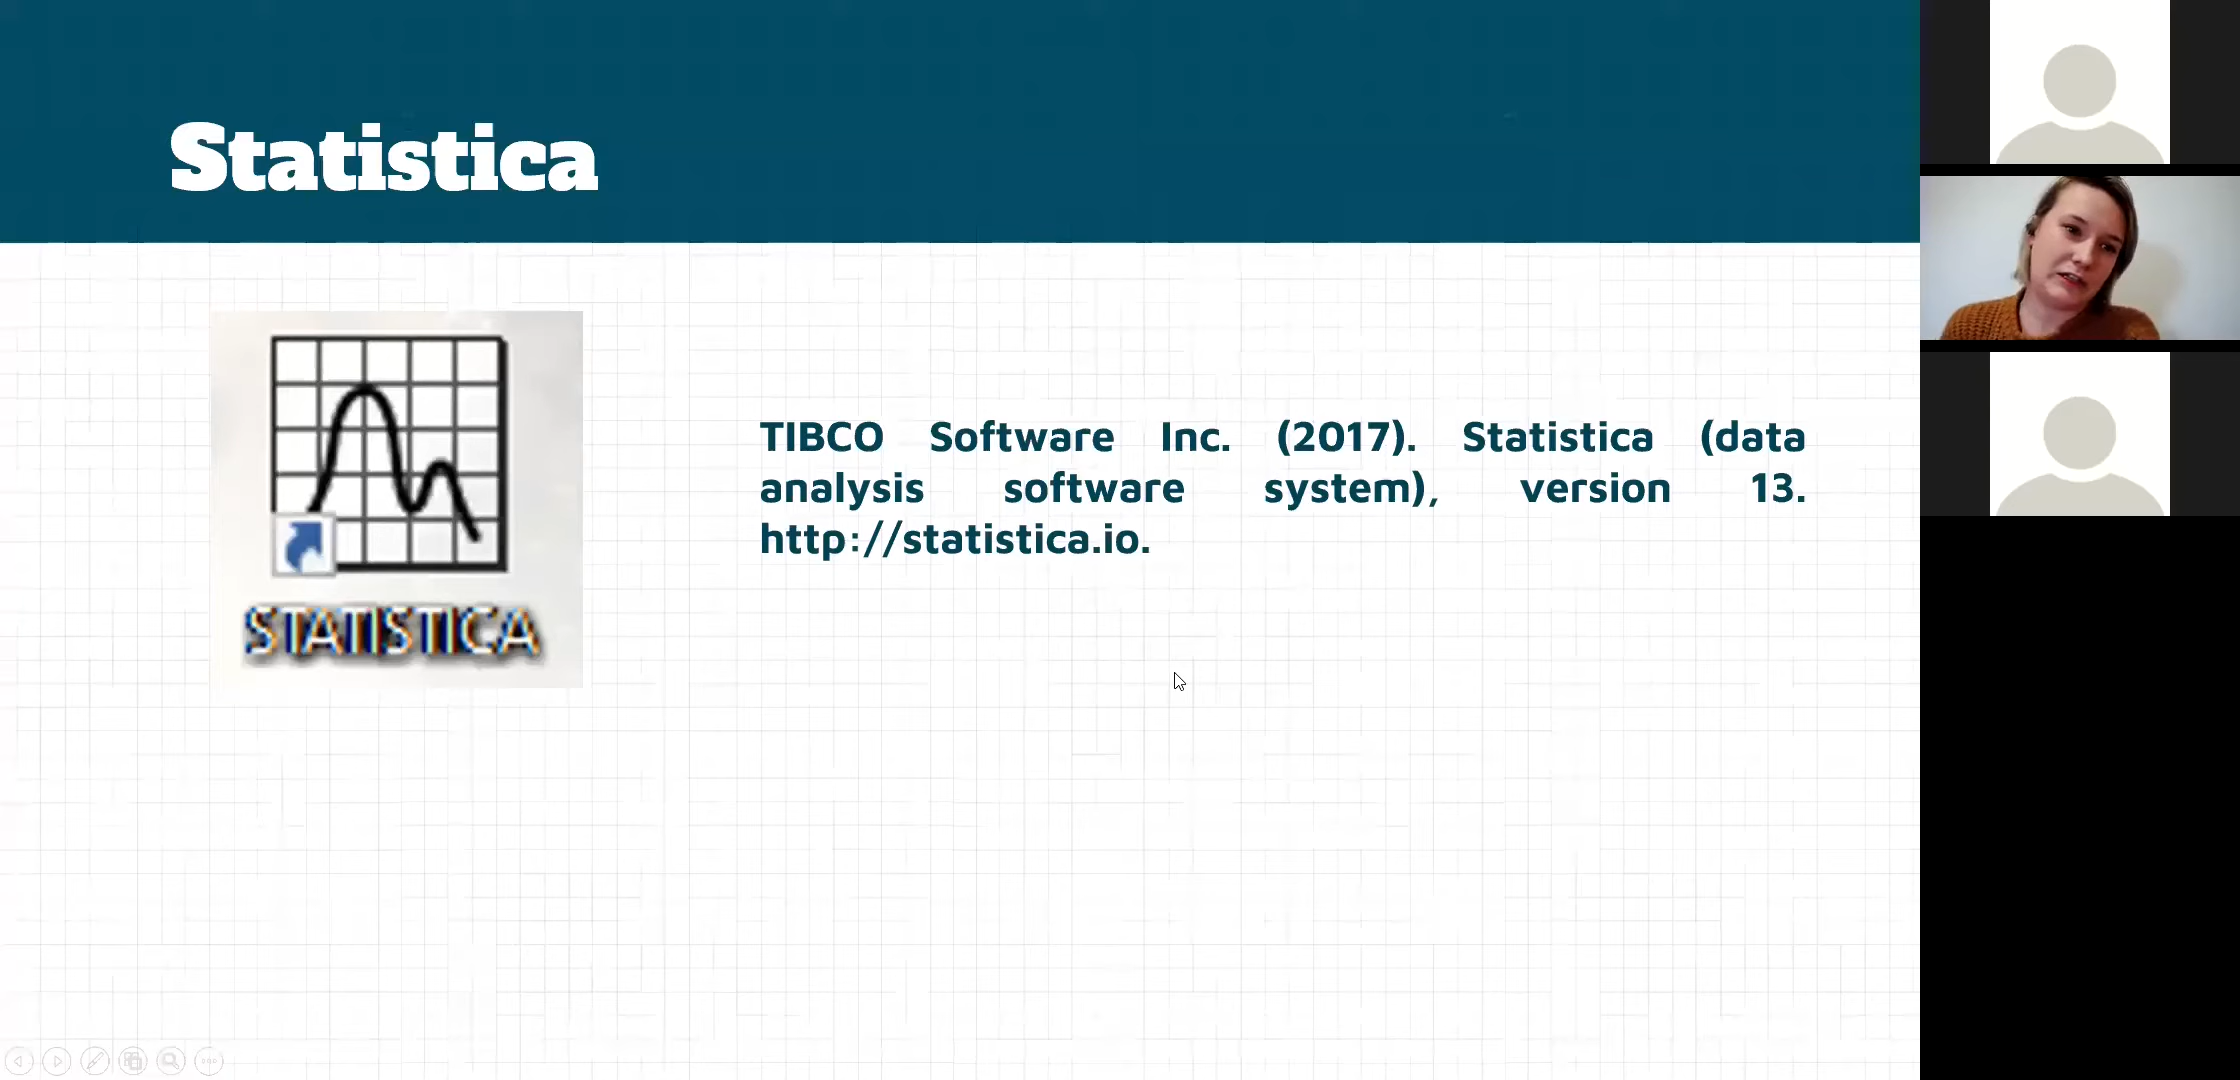 Statistica
STATISTICA
TIBCO Software Inc. (2017). Statistica (data
analysis software system), version 13.
http://statistica.io.